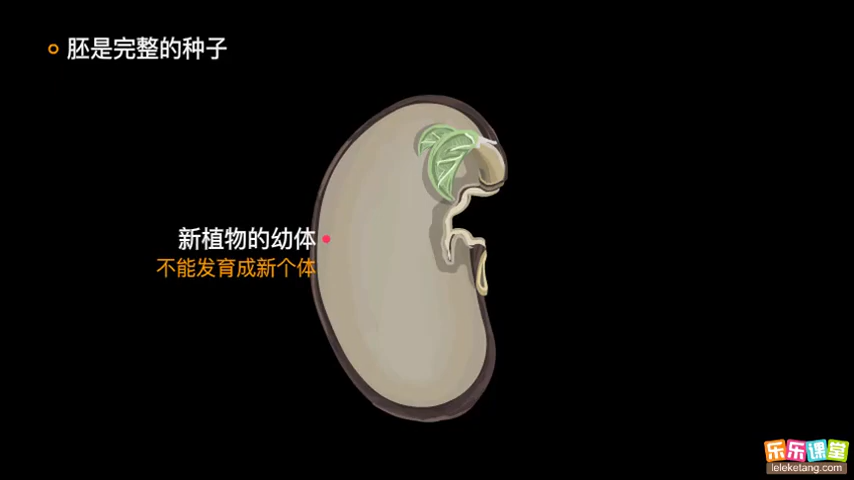 胚是完整的种子
新植物的幼体
不能发育成新个体
乐乐课堂
leleketang.com